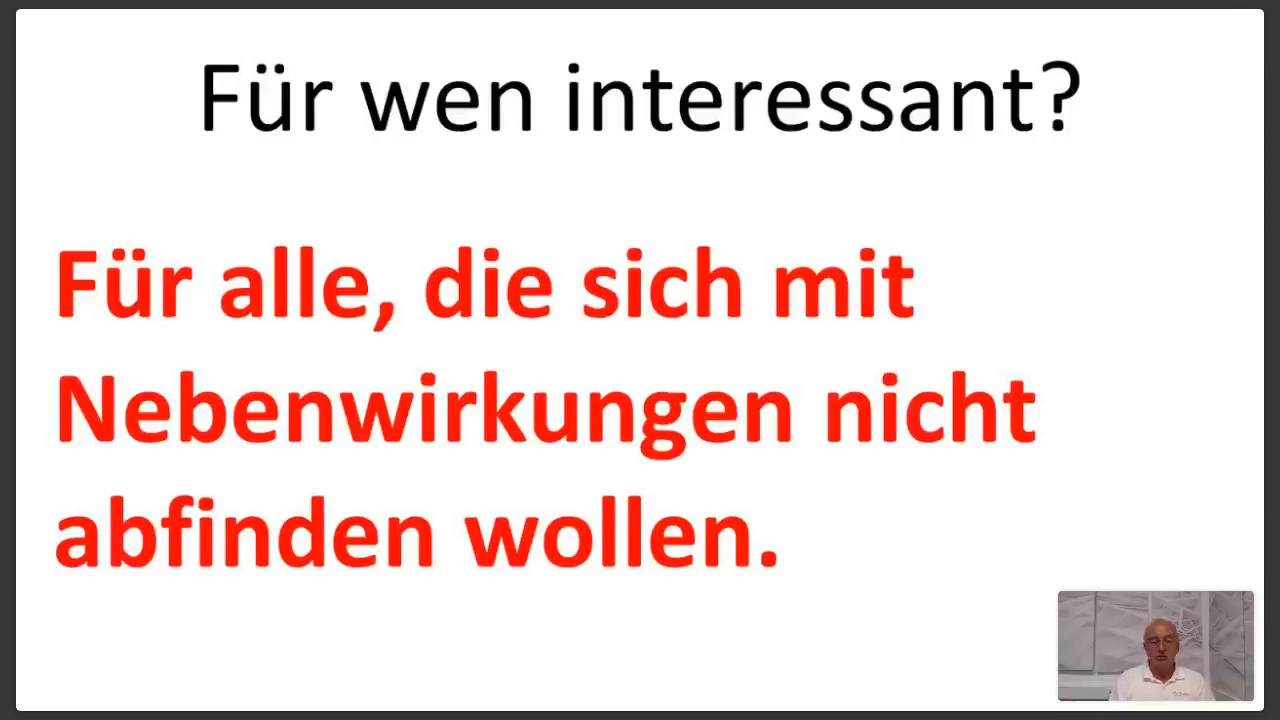 Für wen interessant?
Für alle, die sich mit
Nebenwirkungen nicht
abfinden wollen.